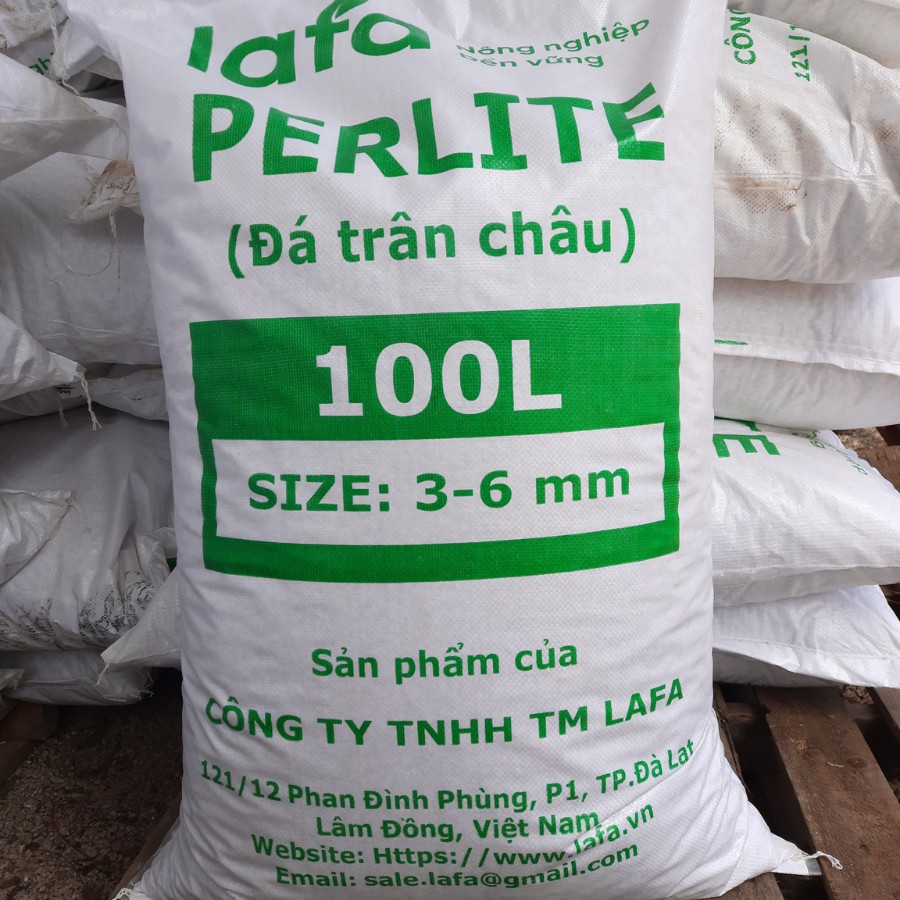 lafa
Nông nghiệp
bền vững
PERLITE
(Đá trân châu)
100L
SIZE: 3-6 mm
Sản phẩm của
CÔNG TY TNHH TM LAFA
121/12 Phan Đình Phùng, P1, TP.Đà Lạt
Lâm Đồng, Việt Nam
Website: Https://www.lafa.vn
Email: sale.lafa@gmail.com
CÔN
121/